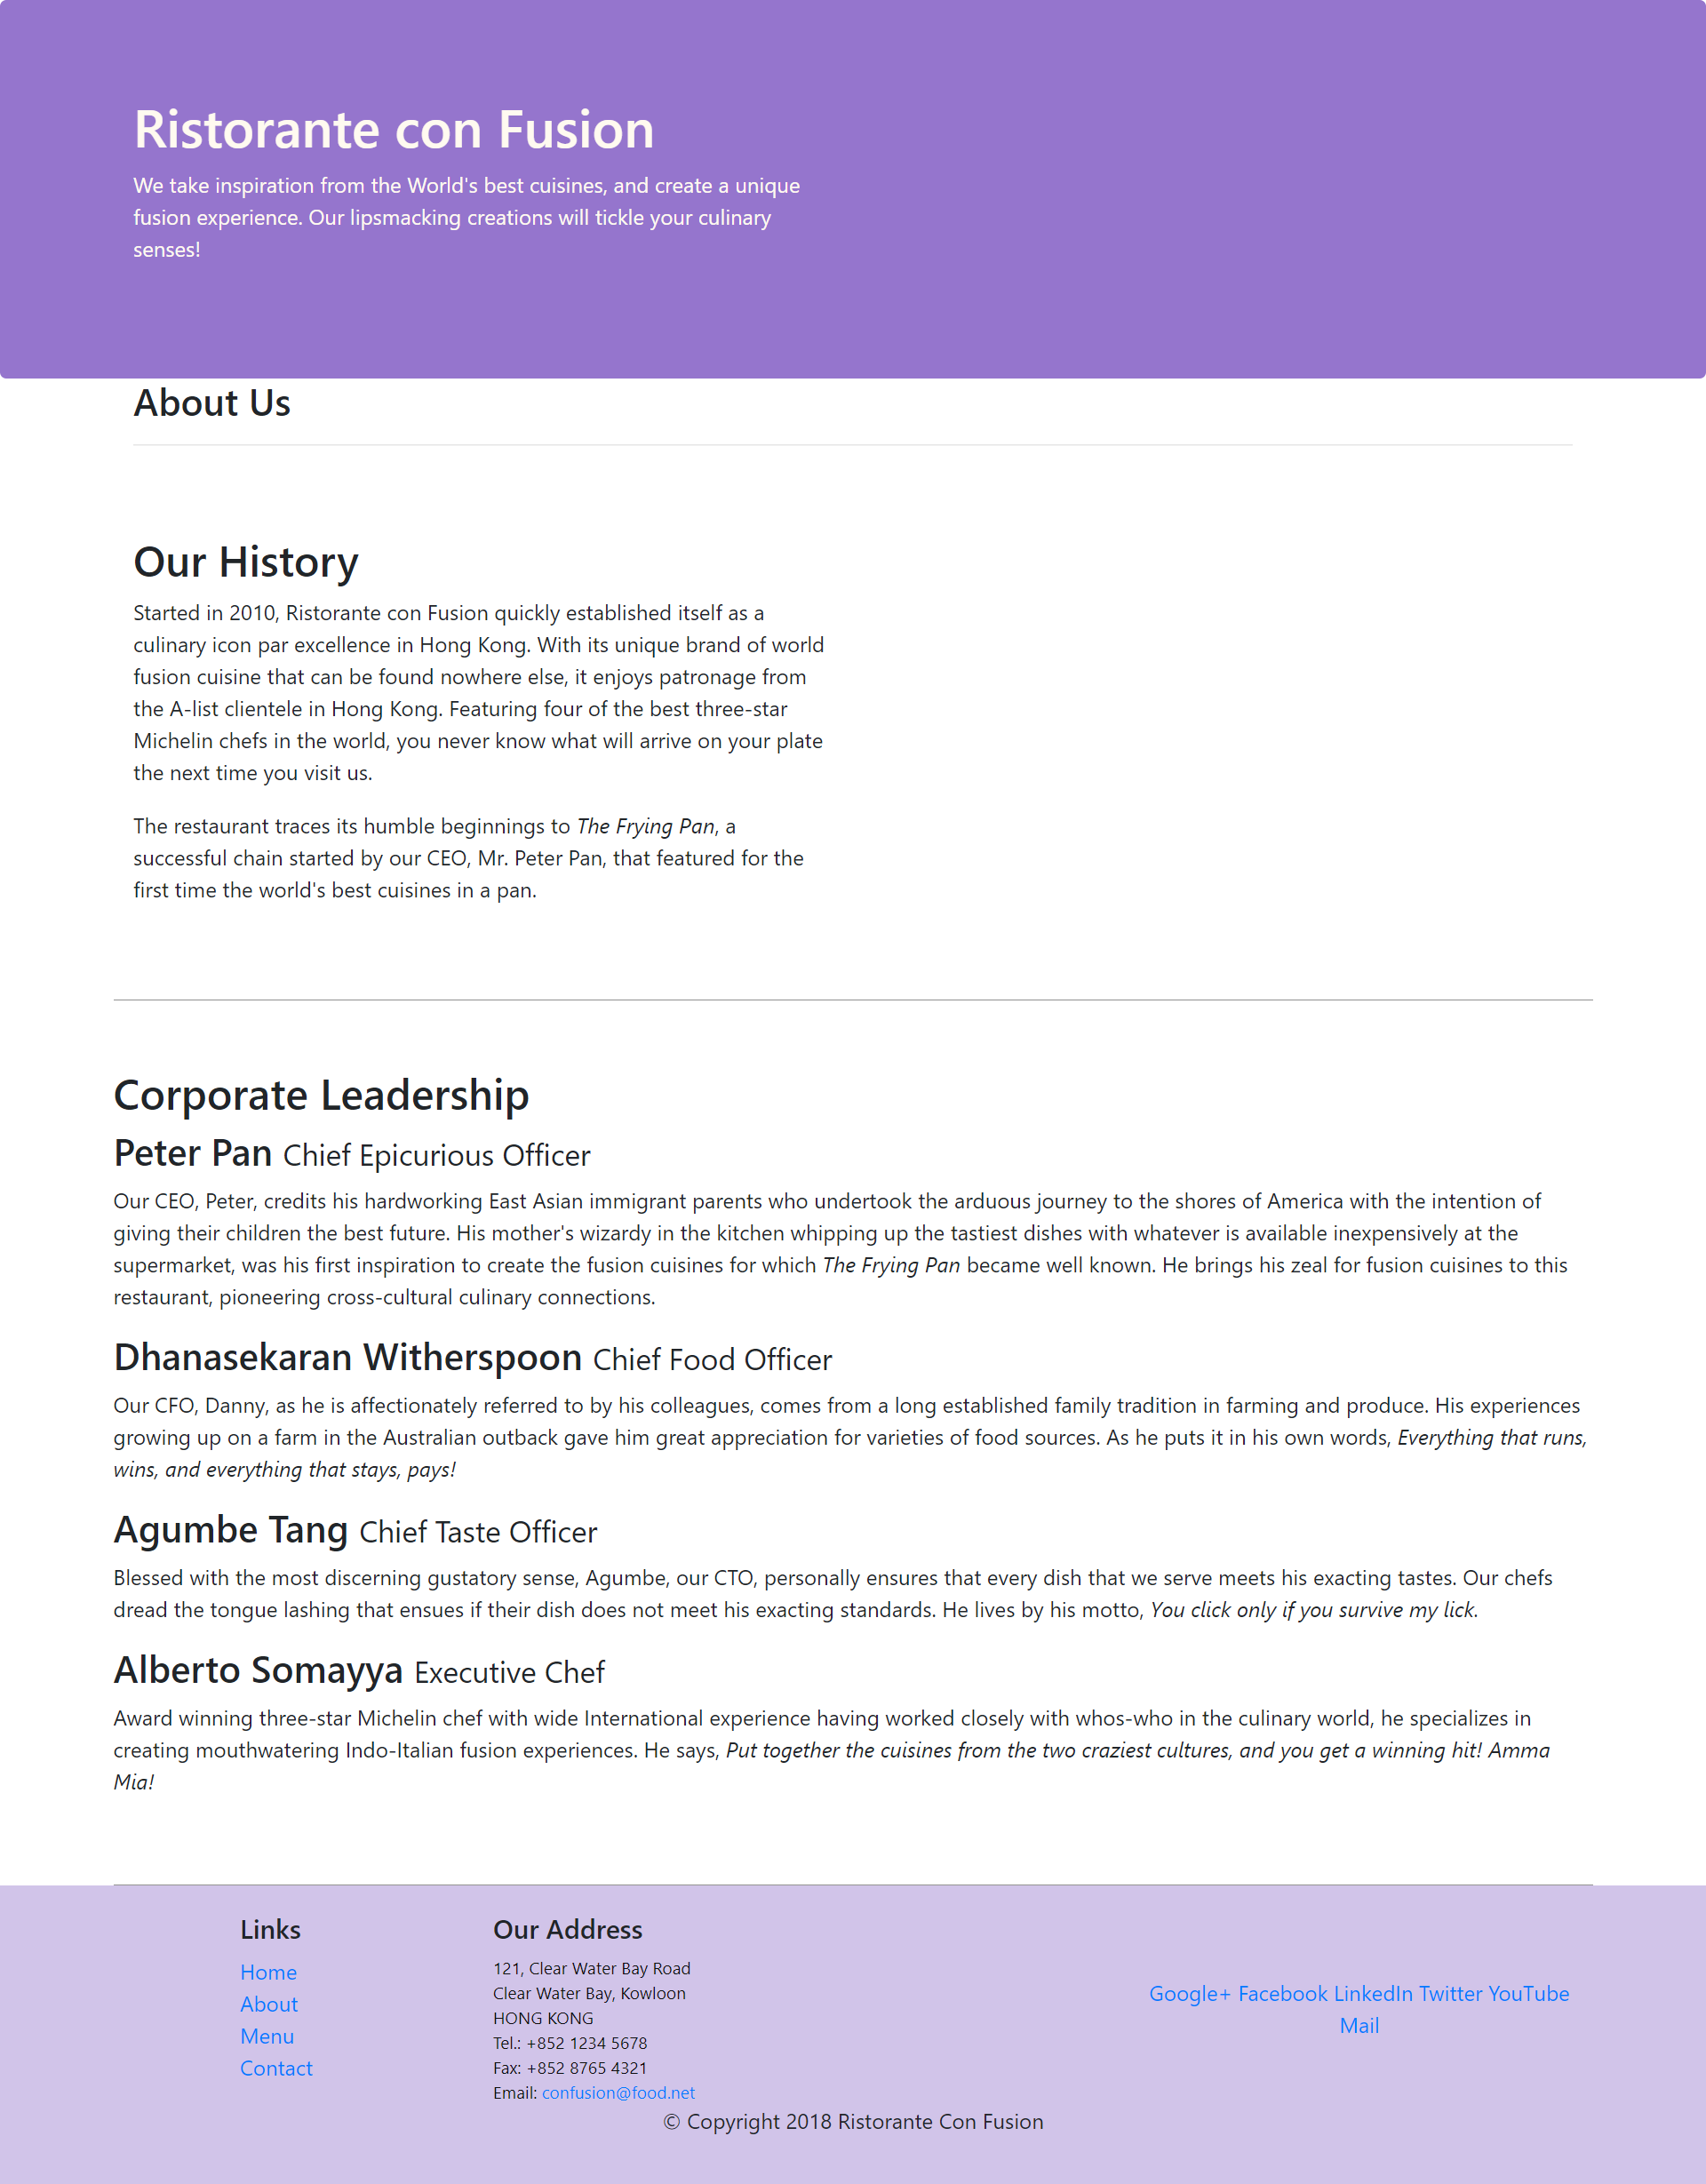 Ristorante con Fusion
We take inspiration from the World's best cuisines, and create a unique
fusion experience. Our lipsmacking creations will tickle your culinary
senses!
About Us
Our History
Started in 2010, Ristorante con Fusion quickly established itself as a
culinary icon par excellence in Hong Kong. With its unique brand of world
fusion cuisine that can be found nowhere else, it enjoys patronage from
the A-list clientele in Hong Kong. Featuring four of the best three-star
Michelin chefs in the world, you never know what will arrive on your plate
the next time you visit us.
The restaurant traces its humble beginnings to The Frying Pan, a
successful chain started by our CEO, Mr. Peter Pan, that featured for the
first time the world's best cuisines in a pan.
Corporate Leadership
Peter Pan Chief Epicurious Officer
Our CEO, Peter, credits his hardworking East Asian immigrant parents who undertook the arduous journey to the shores of America with the intention of
giving their children the best future. His mother's wizardy in the kitchen whipping up the tastiest dishes with whatever is available inexpensively at the
supermarket, was his first inspiration to create the fusion cuisines for which The Frying Pan became well known. He brings his zeal for fusion cuisines to this
restaurant, pioneering cross-cultural culinary connections.
Dhanasekaran Witherspoon Chief Food Officer
Our CFO, Danny, as he is affectionately referred to by his colleagues, comes from a long established family tradition in farming and produce. His experiences
growing up on a farm in the Australian outback gave him great appreciation for varieties of food sources. As he puts it in his own words, Everything that runs,
wins, and everything that stays, pays!
Agumbe Tang Chief Taste Officer
Blessed with the most discerning gustatory sense, Agumbe, our CTO, personally ensures that every dish that we serve meets his exacting tastes. Our chefs
dread the tongue lashing that ensues if their dish does not meet his exacting standards. He lives by his motto, You click only if you survive my lick.
Alberto Somayya Executive Chef
Award winning three-star Michelin chef with wide International experience having worked closely with whos-who in the culinary world, he specializes in
creating mouthwatering Indo-Italian fusion experiences. He says, Put together the cuisines from the two craziest cultures, and you get a winning hit! Amma
Mia!
Links
Home
About
Menu
Contact
Our Address
121, Clear Water Bay Road
Clear Water Bay, Kowloon
HONG KONG
Tel.: +852 1234 5678
Fax: +852 8765 4321
Email: confusion@food.net
Google+ Facebook LinkedIn Twitter YouTube
Mail
© Copyright 2018 Ristorante Con Fusion